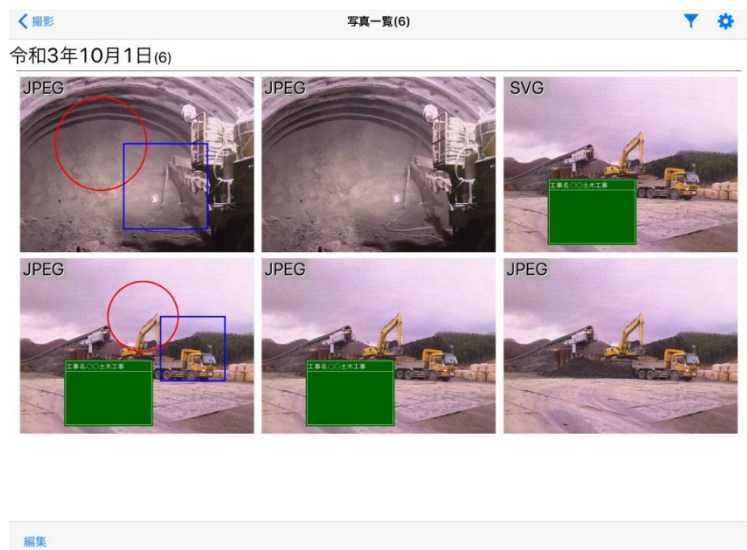 撮影
写真一覧(6)
令和3年10月1日(6)
JPEG
JPEG
SVG
工事名○○土木工事
JPEG
工事名○○土木工事
JPEG
工事名○○土木工事
JPEG
編集